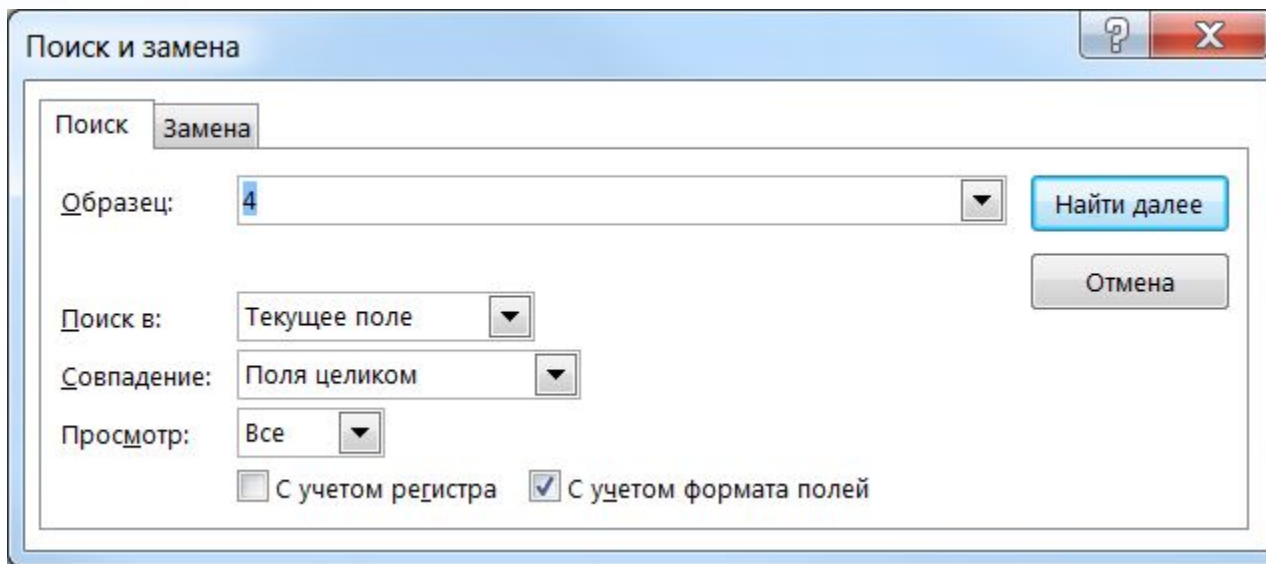 Поиск и замена
Поиск Замена
Образец: 4 Найти далее
Отмена
Поиск в: Текущее поле
Совпадение: Поля целиком
Просмотр: Все
С учетом регистра С учетом формата полей